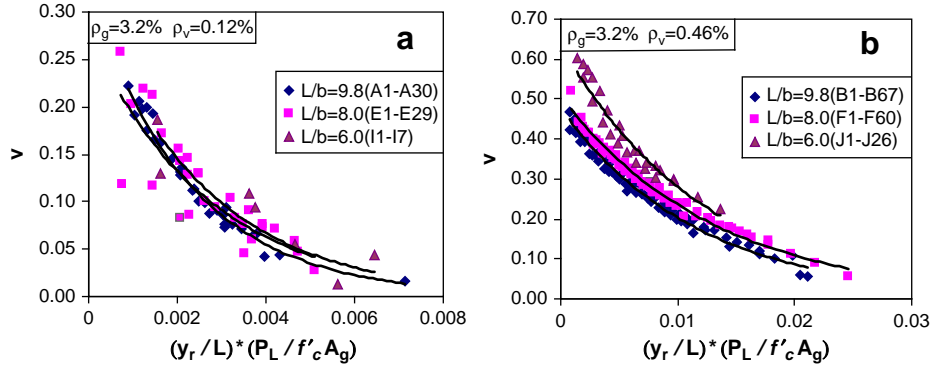 ρg=3.2% ρv=0.12%
a
L/b=9.8(A1-A30)
L/b=8.0(E1-E29)
L/b=6.0(I1-I7)
v
0.30
0.25
0.20
0.15
0.10
0.05
0.00
0 0.002 0.004 0.006 0.008
(yr /L)*(PL / f'c Ag)
ρg=3.2% ρv=0.46%
b
L/b=9.8(B1-B67)
L/b=8.0(F1-F60)
L/b=6.0(J1-J26)
v
0.70
0.60
0.50
0.40
0.30
0.20
0.10
0.00
0 0.01 0.02 0.03
(yr /L)*(PL / f'c Ag)